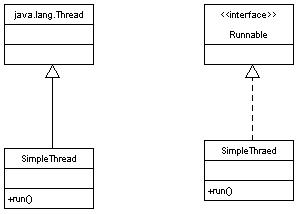 java.lang.Thread
<<interface>>
Runnable
SimpleThread
+run()
SimpleThraed
+run()